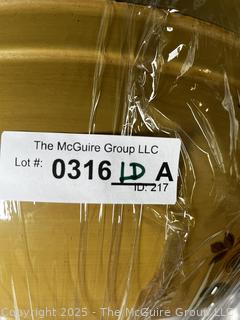 The McGuire Group LLC
Lot #: 0316 LD A
ID: 217
Copyright 2025 - The McGuire Group LLC